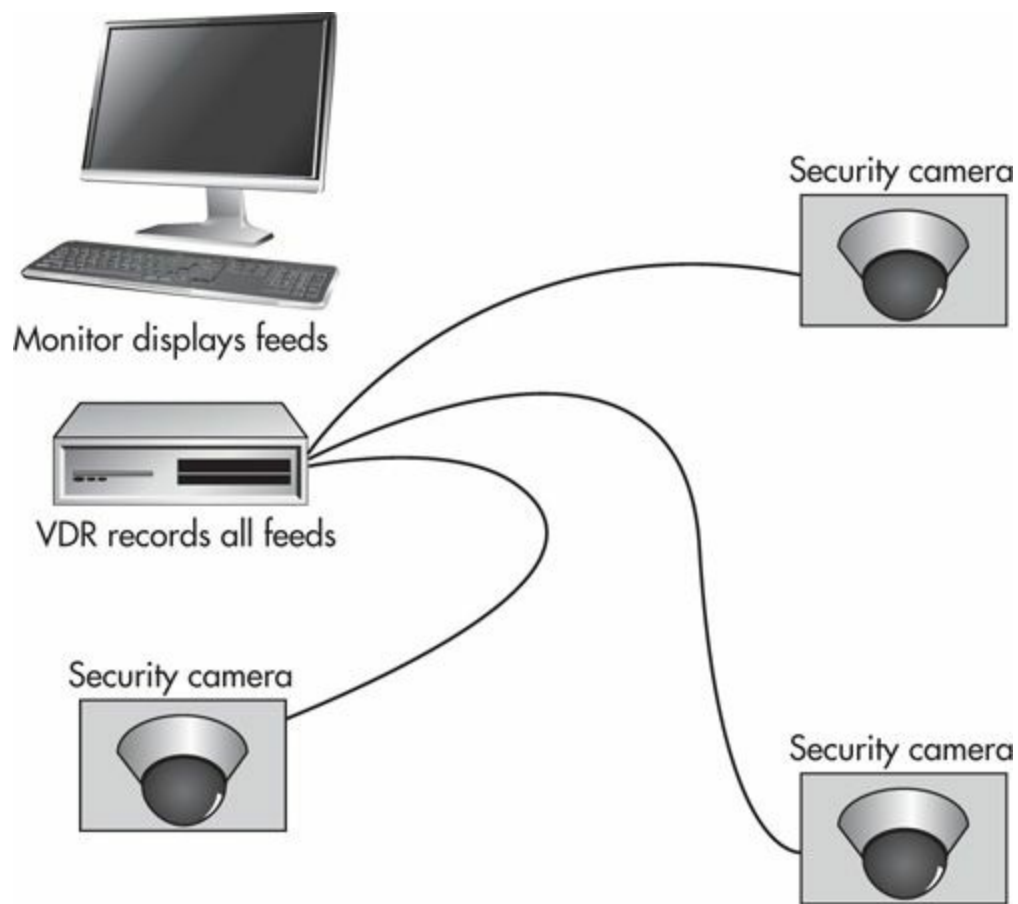 Security camera
Monitor displays feeds
VDR records all feeds
Security camera
Security camera